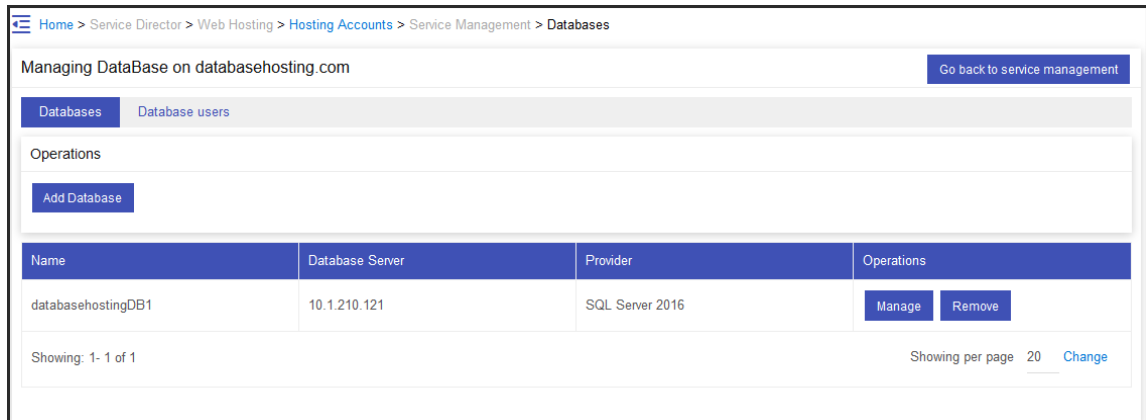 Home > Service Director > Web Hosting > Hosting Accounts > Service Management > Databases
Managing DataBase on databasehosting.com
Go back to service management
Databases Database users
Operations
Add Database
Name Database Server Provider Operations
databasehostingDB1 10.1.210.121 SQL Server 2016 Manage Remove
Showing: 1- 1 of 1 Showing per page 20 Change